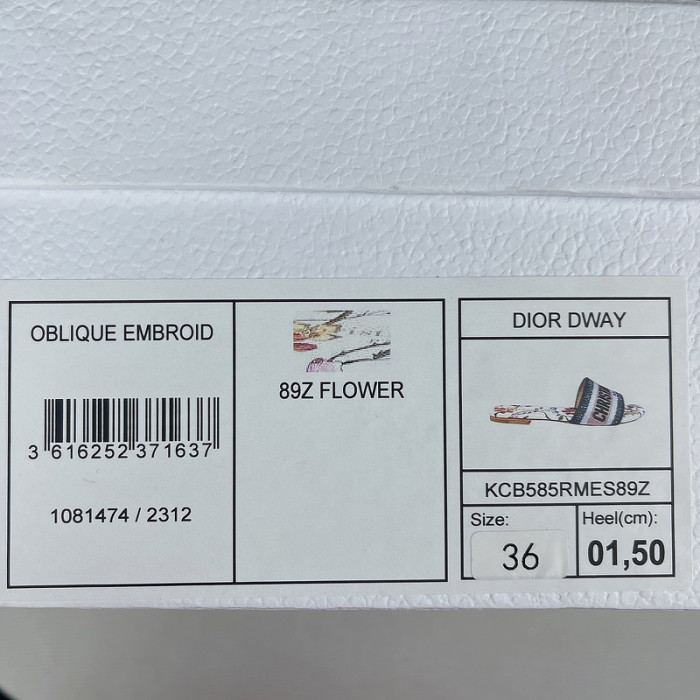 OBLIQUE EMBROID
3 616252 371637
1081474 / 2312
89Z FLOWER
DIOR DWAY
KCB585RMES89Z
Size:
36
Heel(cm):
01,50